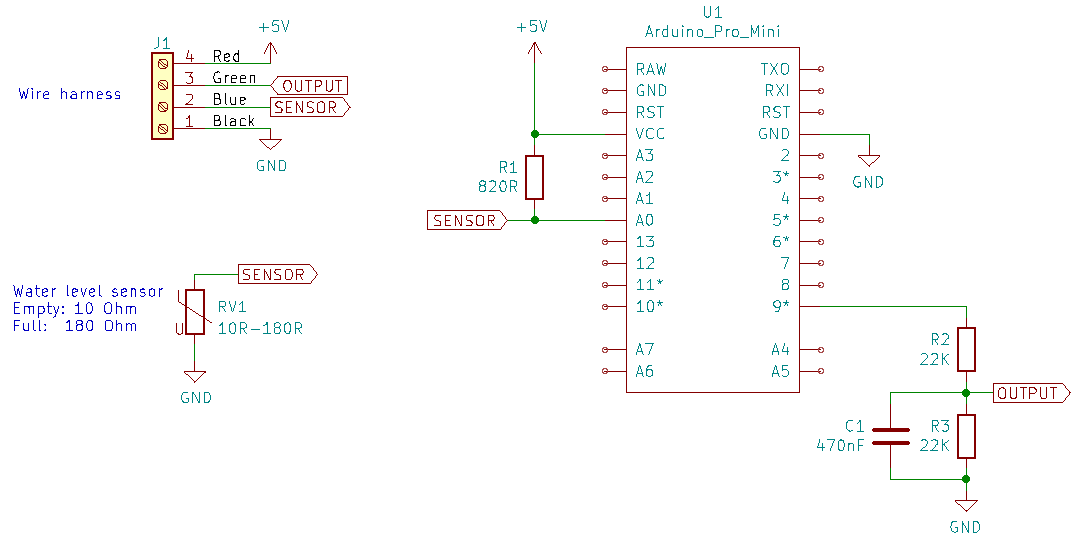 J1
+5V
4 Red
3 Green OUTPUT
2 Blue SENSOR
1 Black
Wire harness
GND
Water level sensor
Empty: 10 Ohm
Full: 180 Ohm
SENSOR
RV1
10R-180R
U
GND
+5V
R1
820R
SENSOR
U1
Arduino_Pro_Mini
RAW TXO
GND RXI
RST RST
VCC GND
A3 2
A2 3*
A1 4
A0 5*
13 6*
12 7
11* 8
10* 9*
A7 A4
A6 A5
GND
R2
22K
OUTPUT
C1
470nF
R3
22K
GND